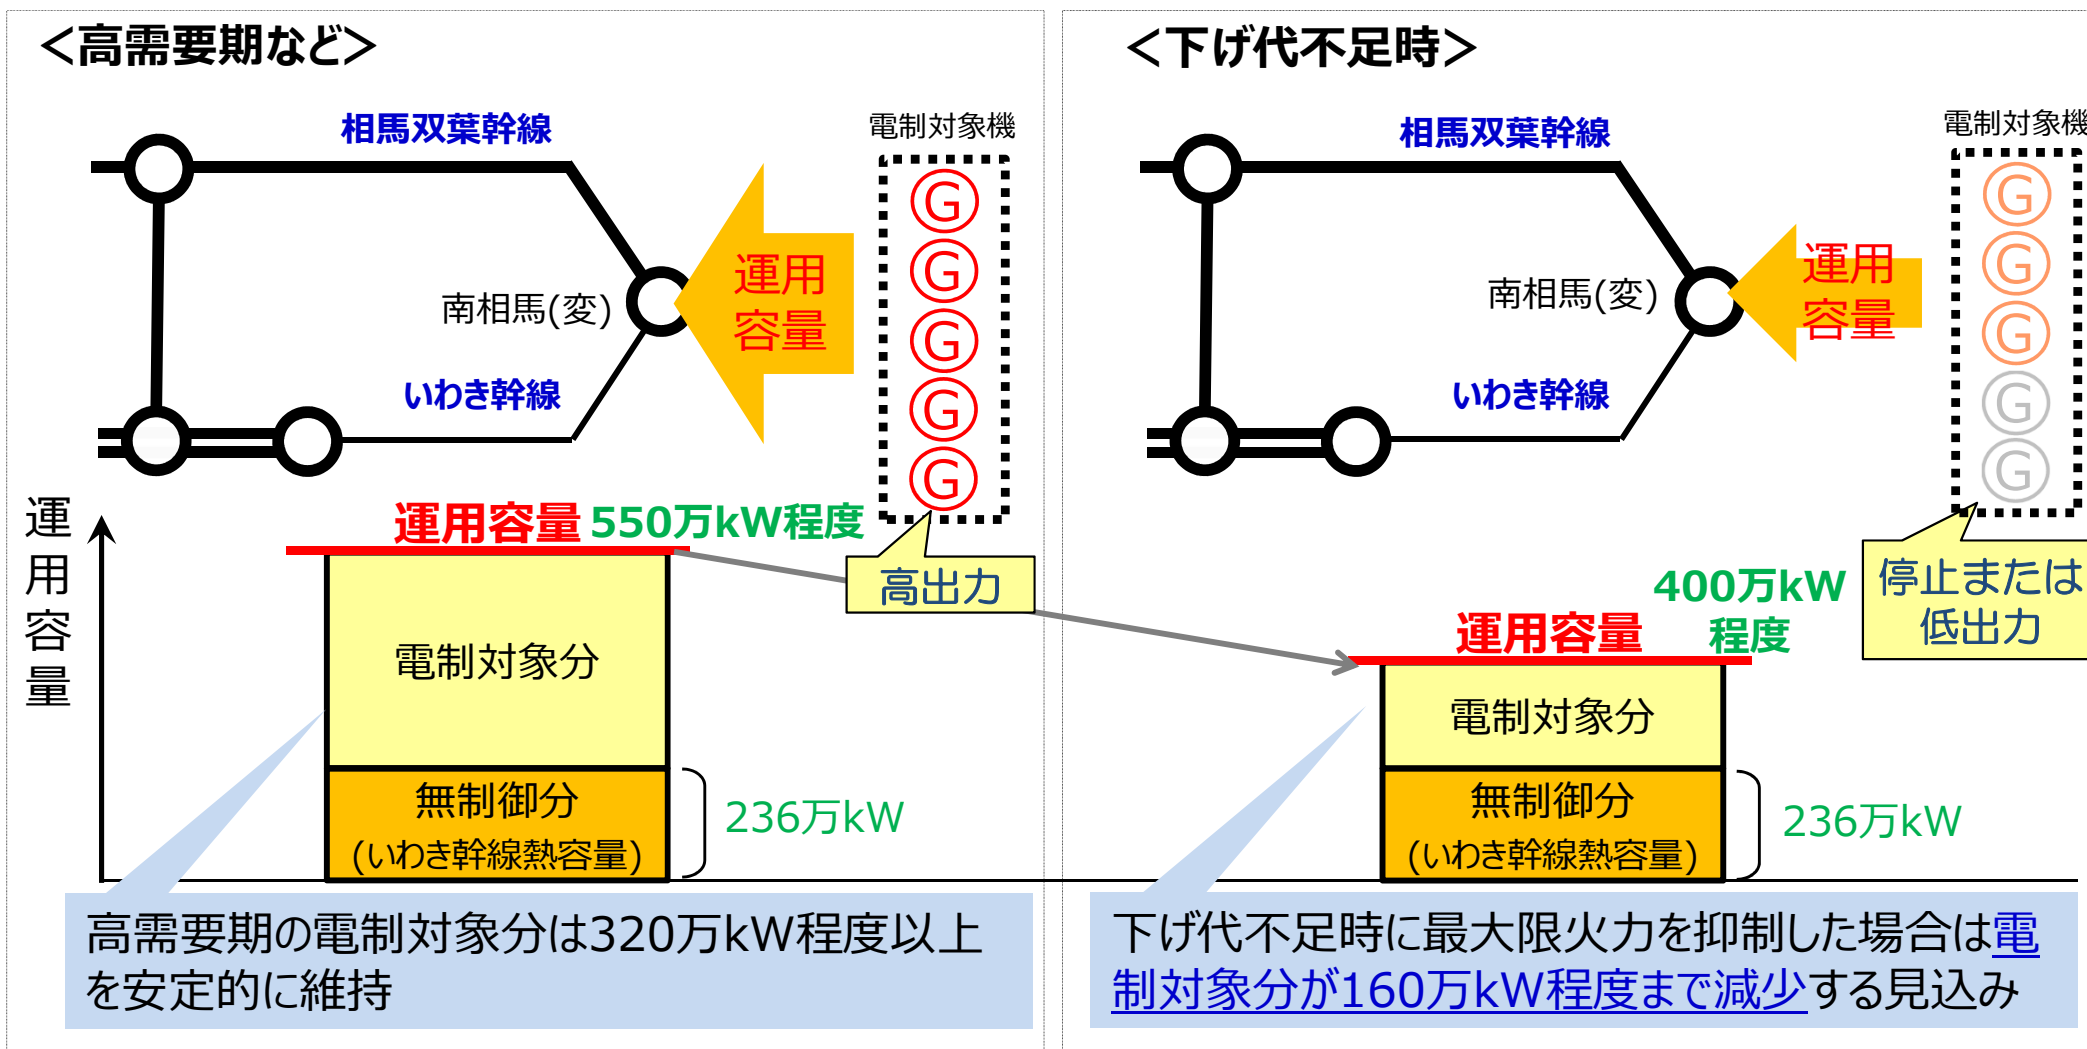 ＜高需要期など＞
相馬双葉幹線
電制対象機
G
G
G
G
G
運用
容量
南相馬(変)
いわき幹線
高出力
運用容量
運用容量 550万kW程度
電制対象分
無制御分
(いわき幹線熱容量)
236万kW
高需要期の電制対象分は320万kW程度以上
を安定的に維持
＜下げ代不足時＞
相馬双葉幹線
電制対象機
G
G
G
G
G
運用
容量
南相馬(変)
いわき幹線
停止または
低出力
400万kW
程度
運用容量
電制対象分
無制御分
(いわき幹線熱容量)
236万kW
下げ代不足時に最大限火力を抑制した場合は電
制対象分が160万kW程度まで減少する見込み